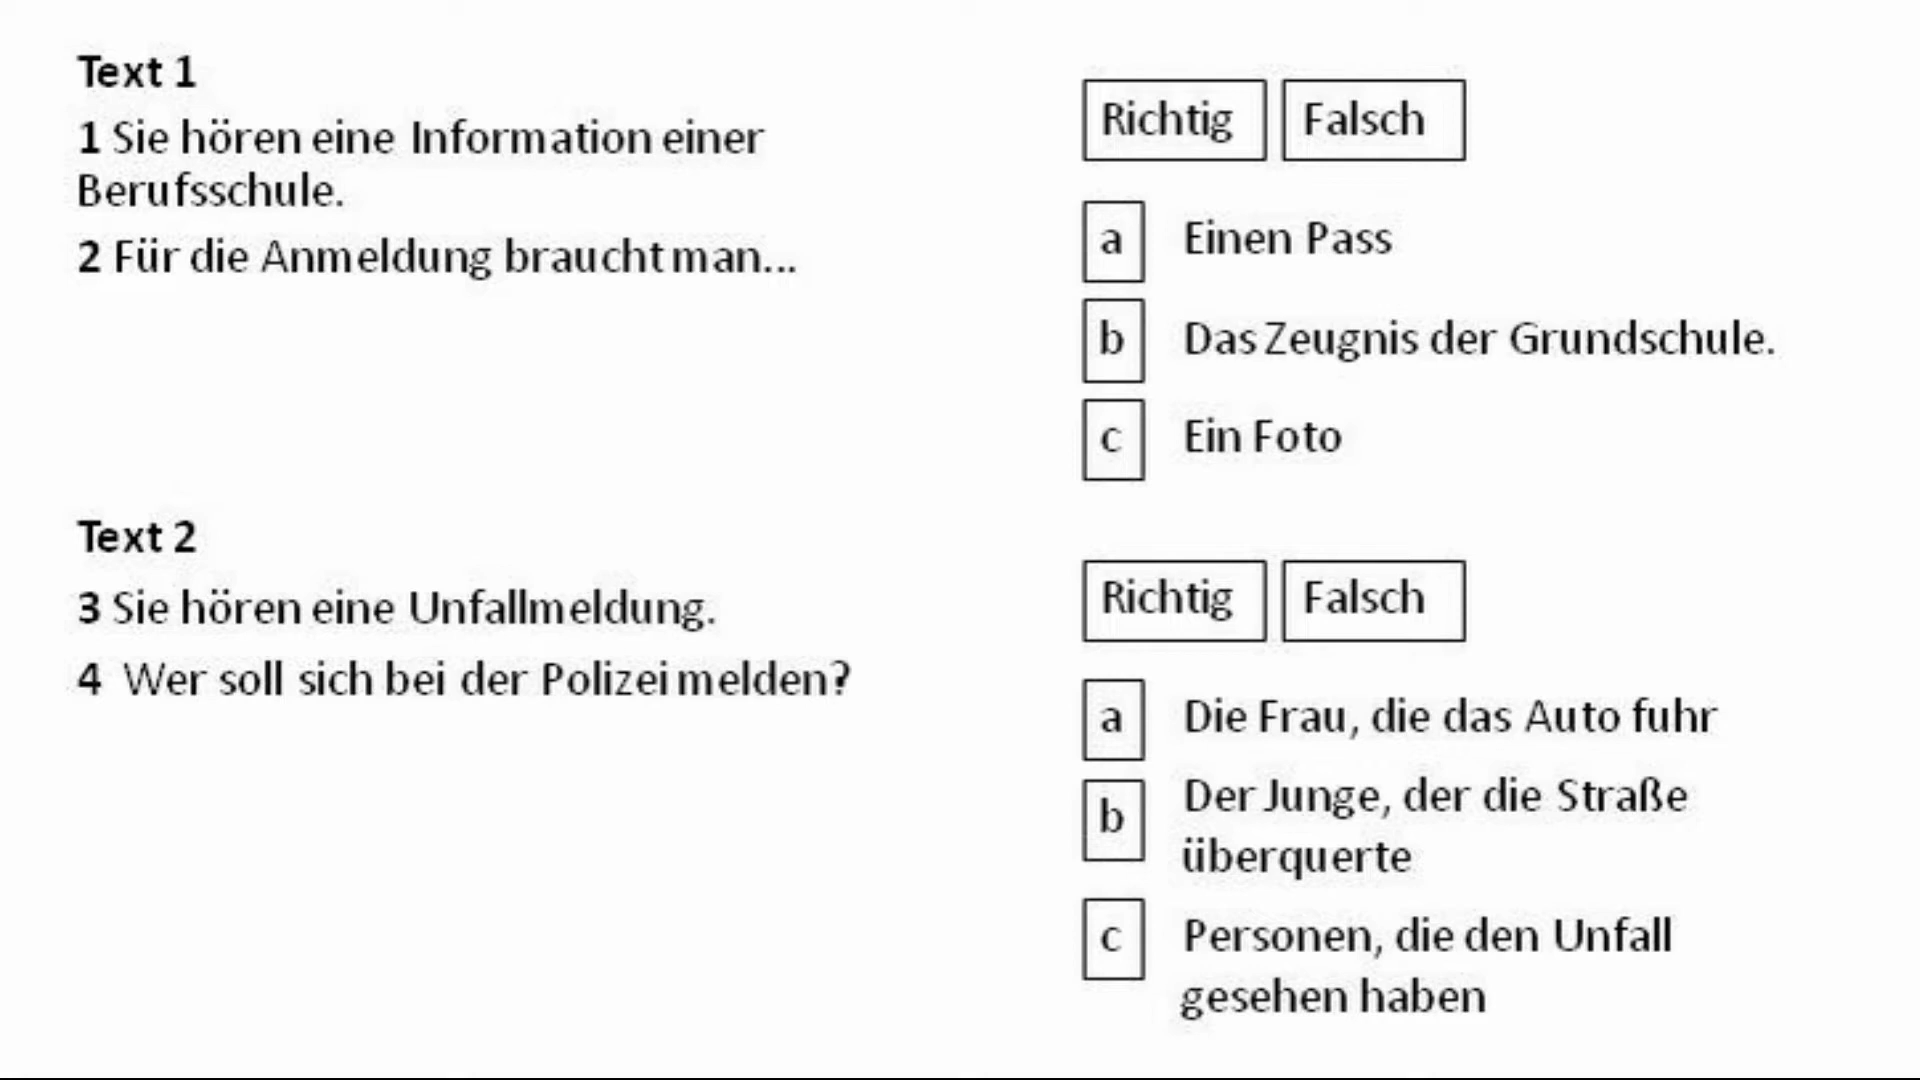 Text 1
1 Sie hören eine Information einer
Berufsschule.
Richtig Falsch
2 Für die Anmeldung braucht man...
a Einen Pass
b Das Zeugnis der Grundschule.
c Ein Foto
Text 2
3 Sie hören eine Unfallmeldung.
Richtig Falsch
4 Wer soll sich bei der Polizei melden?
a Die Frau, die das Auto fuhr
b Der Junge, der die Straße
überquerte
c Personen, die den Unfall
gesehen haben